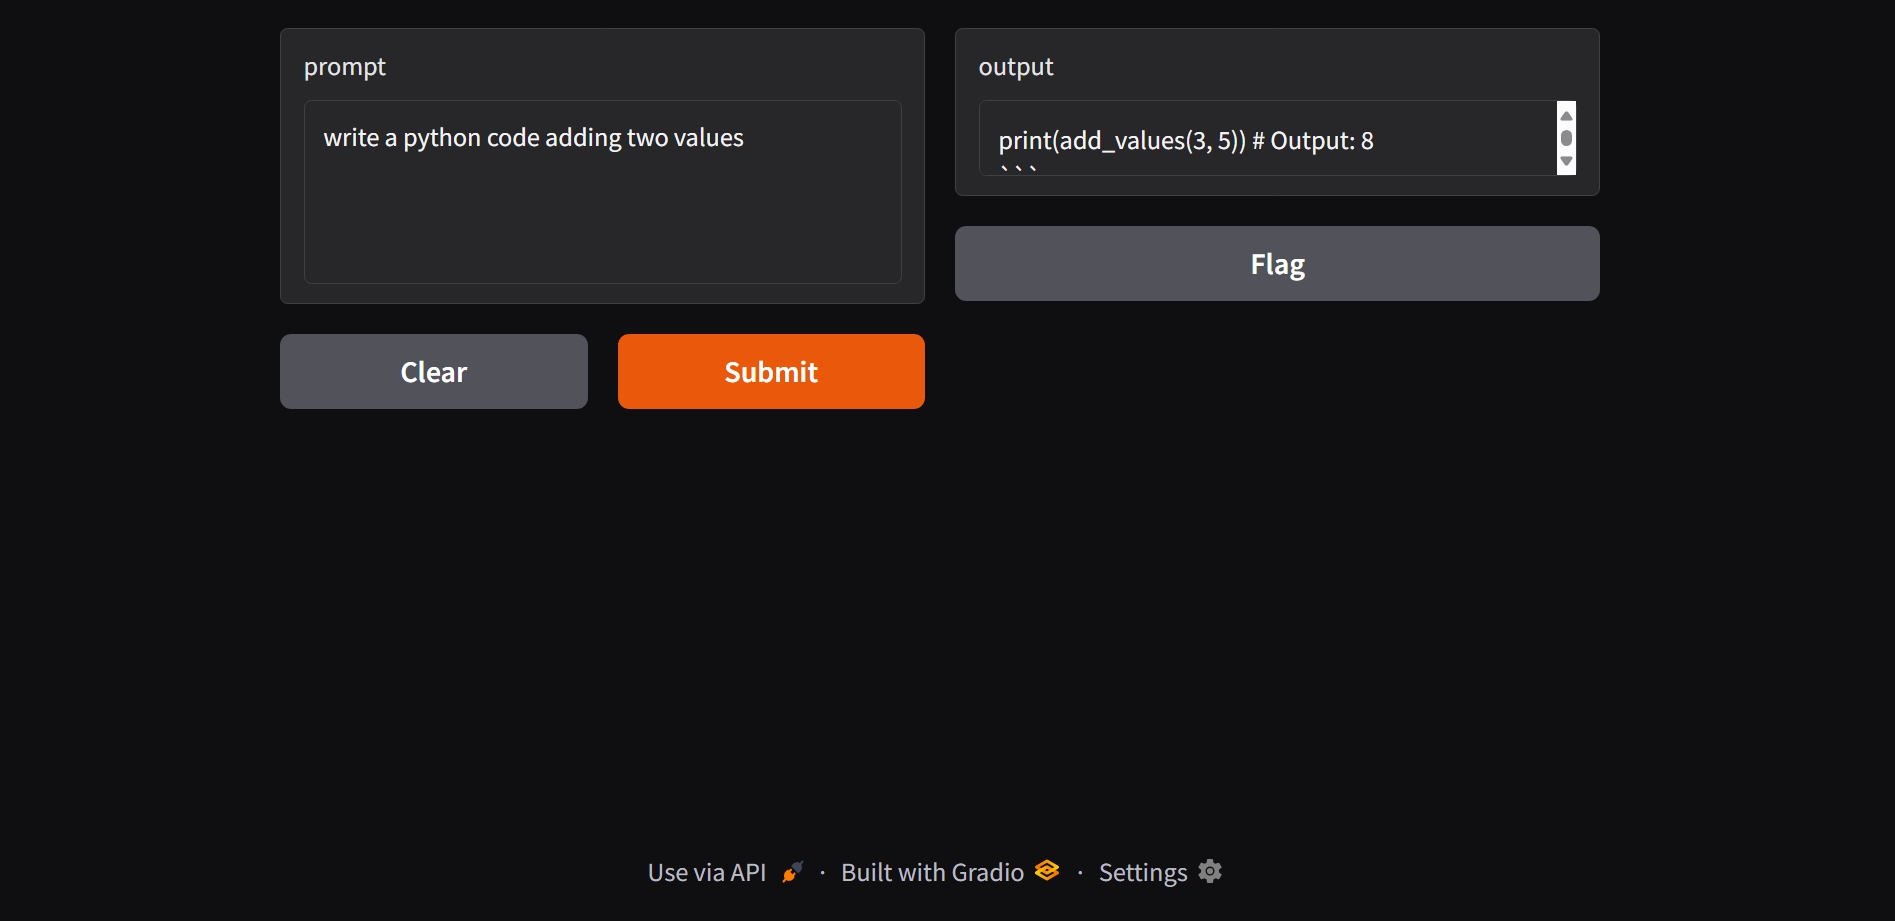 prompt
write a python code adding two values
Clear
Submit
output
print(add_values(3, 5)) # Output: 8
```
Flag
Use via API · Built with Gradio · Settings